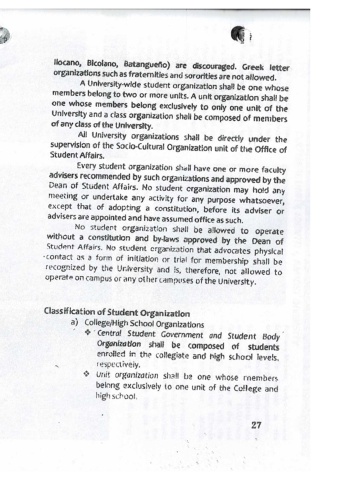 Ilocano, Bicolano, Batangueño) are discouraged. Greek letter
organizations such as fraternities and sororities are not allowed.
A University-wide student organization shall be one whose
members belong to two or more units. A unit organization shall be
one whose members belong exclusively to only one unit of the
University and a class organization shall be composed of members
of any class of the University.
All University organizations shall be directly under the
supervision of the Socio-Cultural Organization unit of the Office of
Student Affairs.
Every student organization shall have one or more faculty
advisers recommended by such organizations and approved by the
Dean of Student Affairs. No student organization may hold any
meeting or undertake any activity for any purpose whatsoever,
except that of adopting a constitution, before its adviser or
advisers are appointed and have assumed office as such.
No student organization shall be allowed to operate
without a constitution and by-laws approved by the Dean of
Student Affairs. No student organization that advocates physical
contact as a form of initiation or trial for membership shall be
recognized by the University and is, therefore, not allowed to
operate on campus or any other campuses of the University.
Classification of Student Organization
a) College/High School Organizations
❖ Central Student Government and Student Body
Organization shall be composed of students
enrolled in the collegiate and high school levels,
respectively.
❖ Unit organization shall be one whose members
belong exclusively to one unit of the College and
high school.
27